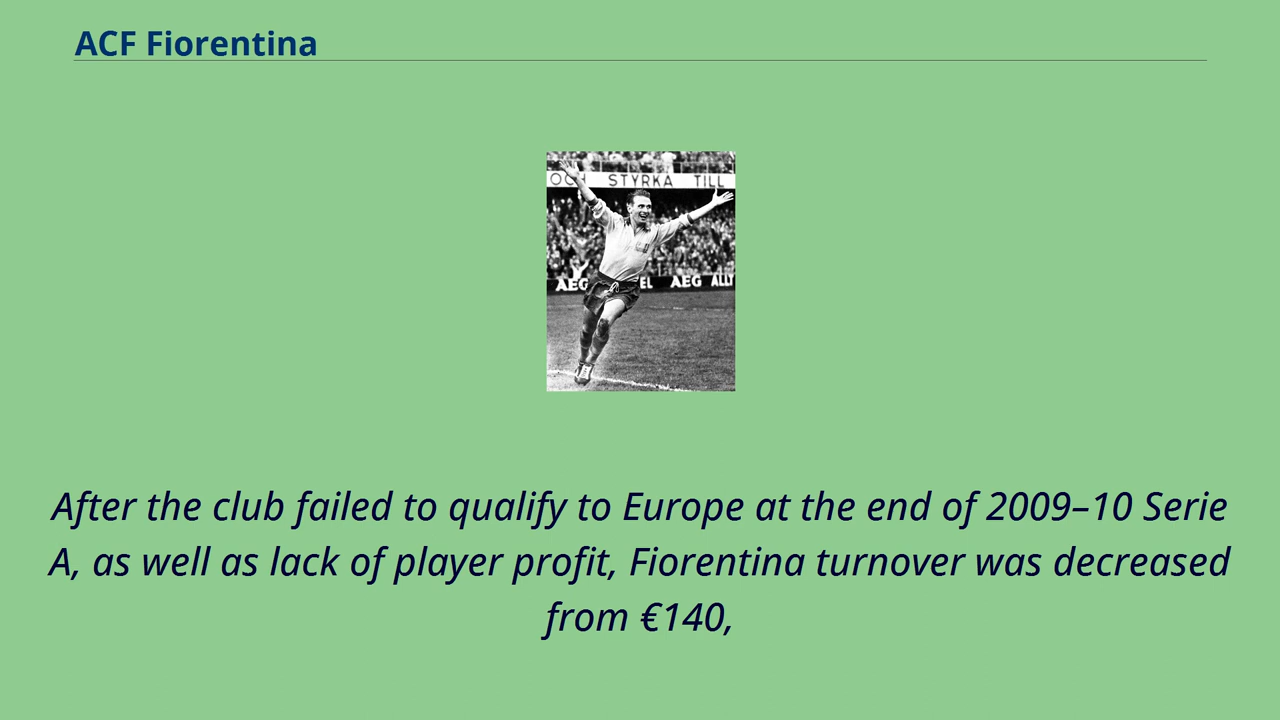 ACF Fiorentina
OCH STYRKA TILL
AEG EL AEG ALLT
After the club failed to qualify to Europe at the end of 2009–10 Serie
A, as well as lack of player profit, Fiorentina turnover was decreased
from €140,